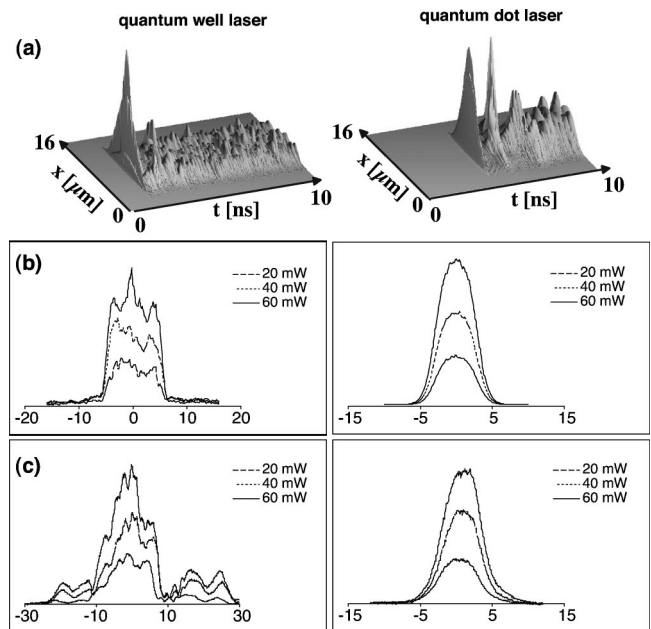 quantum well laser
quantum dot laser
(a)
16
x [μm]
0
0
t [ns]
10
16
x [μm]
0
0
t [ns]
10
(b)
20 mW
40 mW
60 mW
-20
-10
0
10
20
20 mW
40 mW
60 mW
-15
-5
5
15
(c)
20 mW
40 mW
60 mW
-30
-10
10
30
20 mW
40 mW
60 mW
-15
-5
5
15